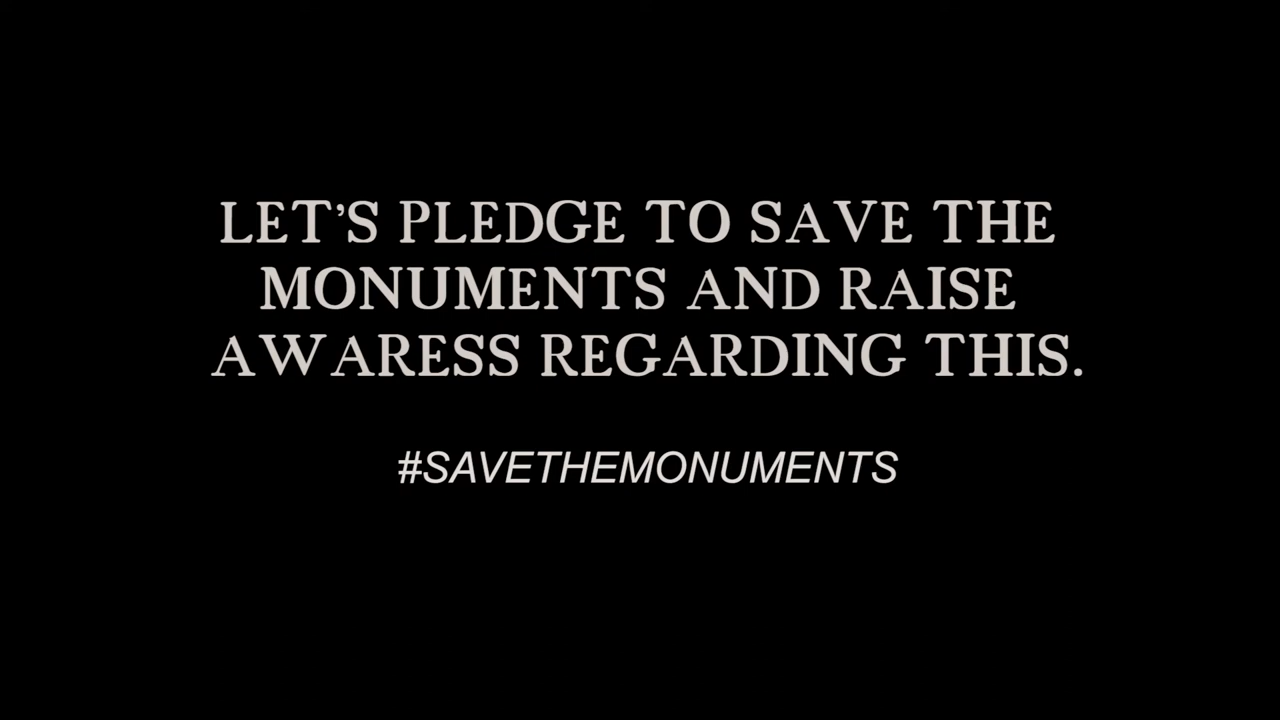 LET'S PLEDGE TO SAVE THE
MONUMENTS AND RAISE
AWARESS REGARDING THIS.
#SAVETHEMONUMENTS